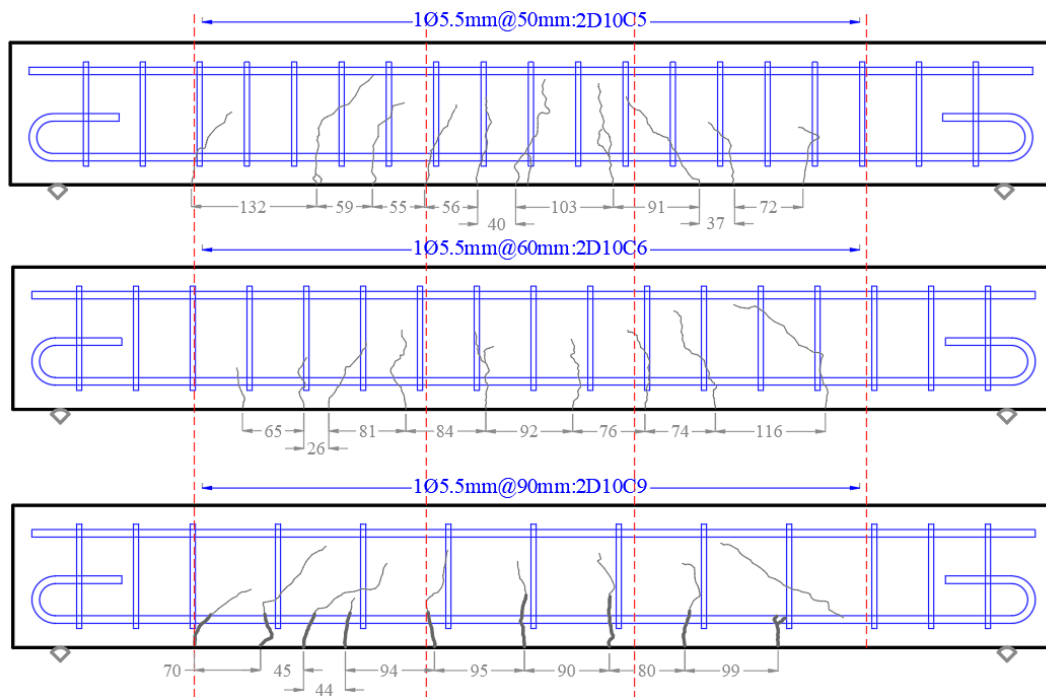 1Ø5.5mm@50mm:2D10C5
132 59 55 56 103 91 72
40 37
1Ø5.5mm@60mm:2D10C6
65 81 84 92 76 74 116
26
1Ø5.5mm@90mm:2D10C9
70 45 94 95 90 80 99
44